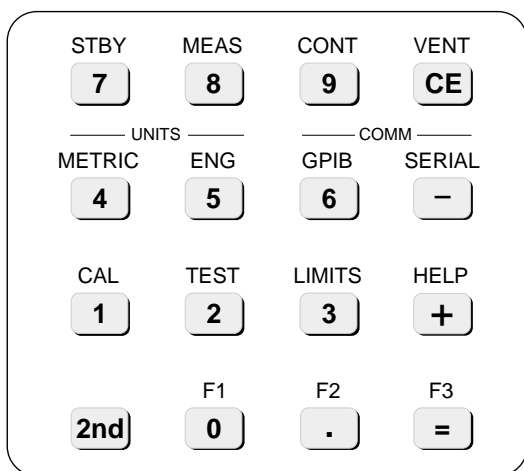 STBY MEAS CONT VENT
7 8 9 CE
UNITS COMM
METRIC ENG GPIB SERIAL
4 5 6 −
CAL TEST LIMITS HELP
1 2 3 +
F1 F2 F3
2nd 0 . =